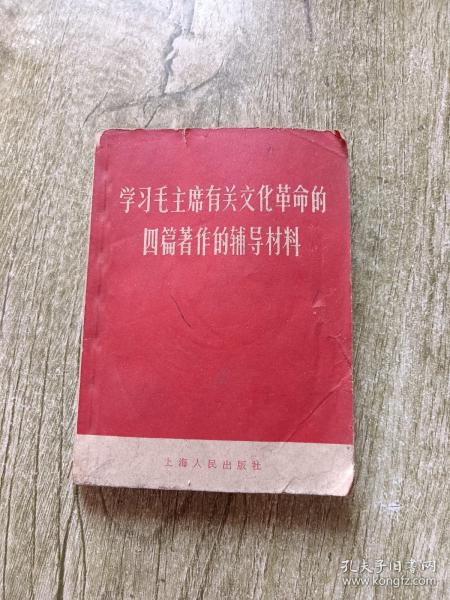 学习毛主席有关文化革命的
四篇著作的辅导材料
上海人民出版社
孔夫子旧书网
www.kongfz.com